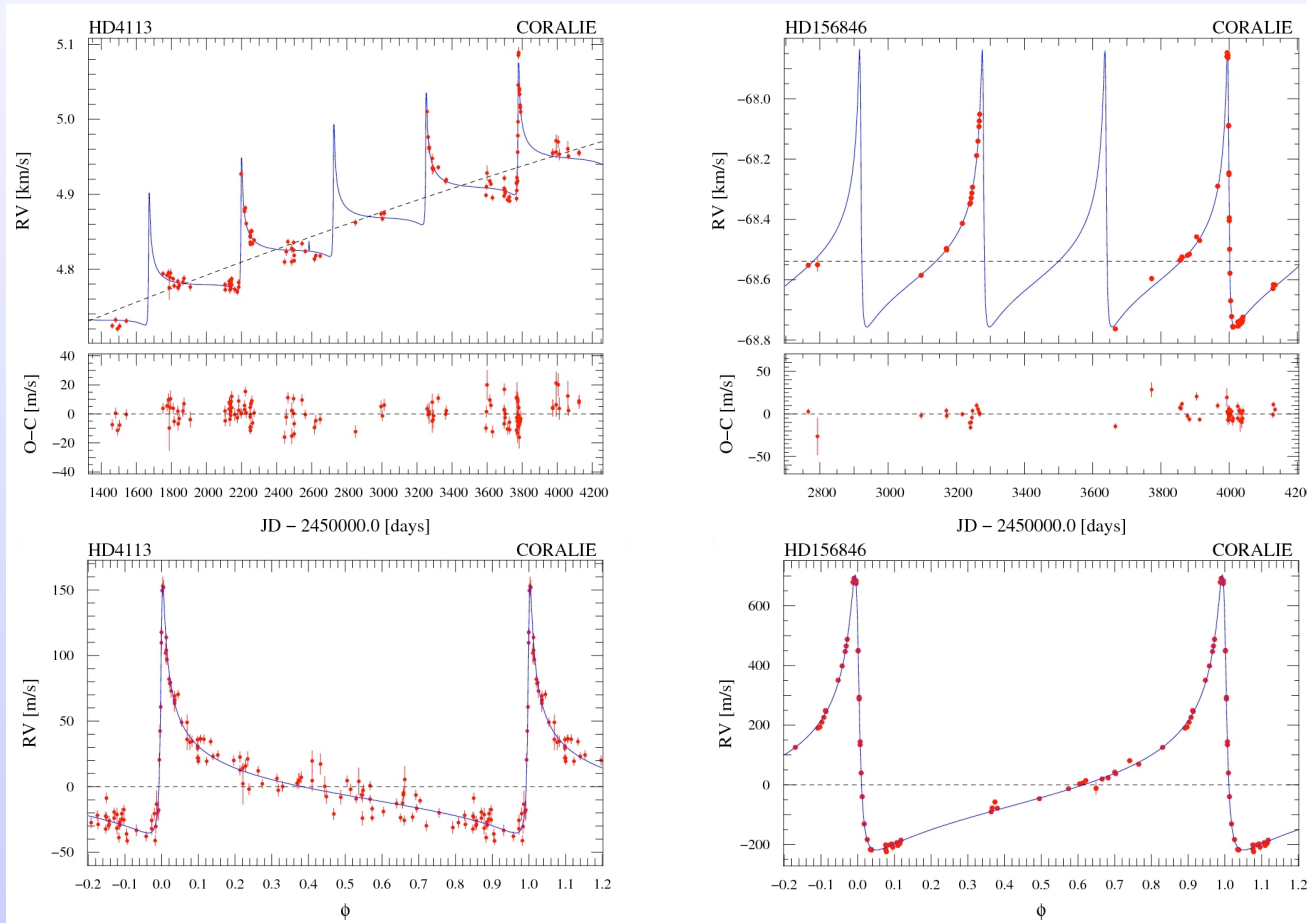 HD4113 CORALIE
5.1
5.0
4.9
4.8
RV [km/s]
40
20
0
−20
−40
O−C [m/s]
1400 1600 1800 2000 2200 2400 2600 2800 3000 3200 3400 3600 3800 4000 4200
JD − 2450000.0 [days]
HD156846 CORALIE
−68.0
−68.2
−68.4
−68.6
−68.8
RV [km/s]
50
0
−50
O−C [m/s]
2800 3000 3200 3400 3600 3800 4000 420
JD − 2450000.0 [days]
HD4113 CORALIE
150
100
50
0
−50
RV [m/s]
−0.2 −0.1 0.0 0.1 0.2 0.3 0.4 0.5 0.6 0.7 0.8 0.9 1.0 1.1 1.2
ϕ
HD156846 CORALIE
600
400
200
0
−200
RV [m/s]
−0.2 −0.1 0.0 0.1 0.2 0.3 0.4 0.5 0.6 0.7 0.8 0.9 1.0 1.1 1.2
ϕ